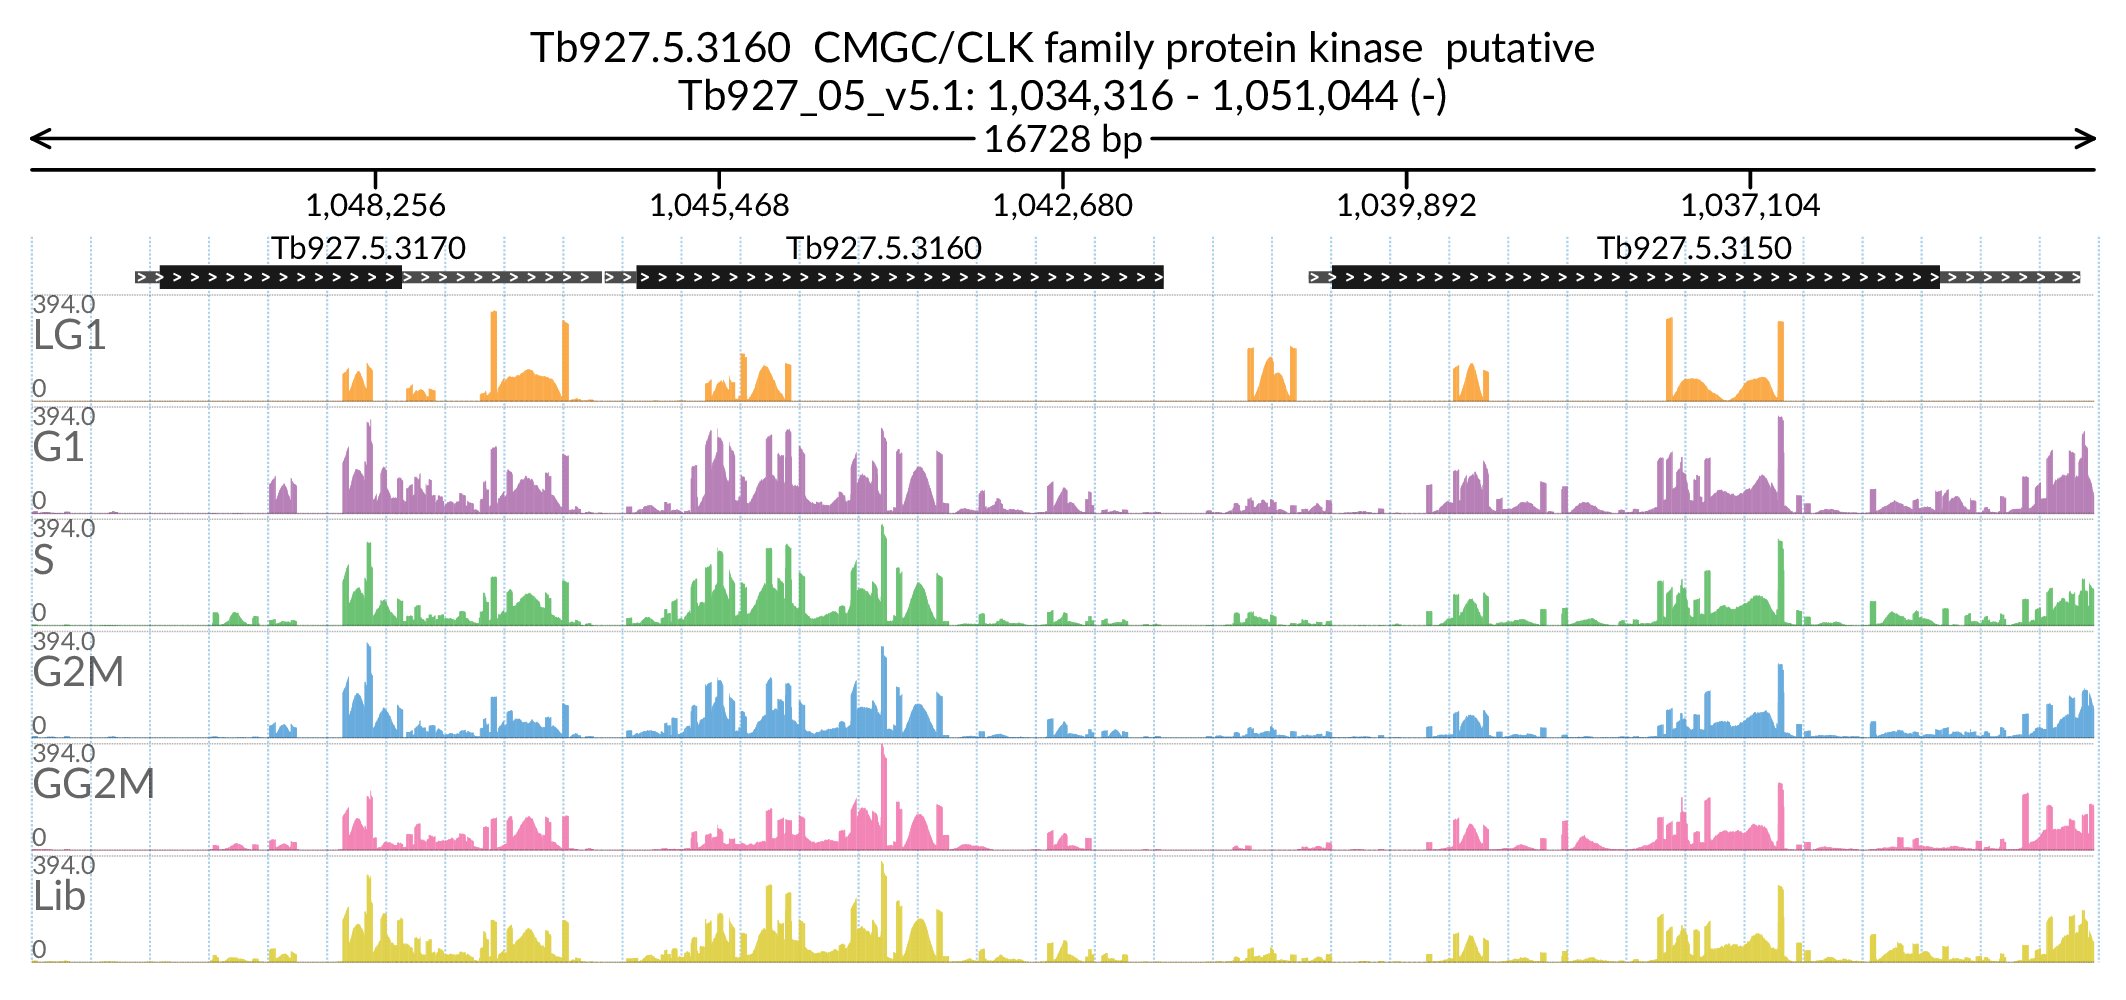 Tb927.5.3160  CMGC/CLK family protein kinase  putative
Tb927_05_v5.1: 1,034,316 - 1,051,044 (-)
16728 bp
1,048,256 1,045,468 1,042,680 1,039,892 1,037,104
Tb927.5.3170 Tb927.5.3160 Tb927.5.3150
394.0
LG1
0
394.0
G1
0
394.0
S
0
394.0
G2M
0
394.0
GG2M
0
394.0
Lib
0